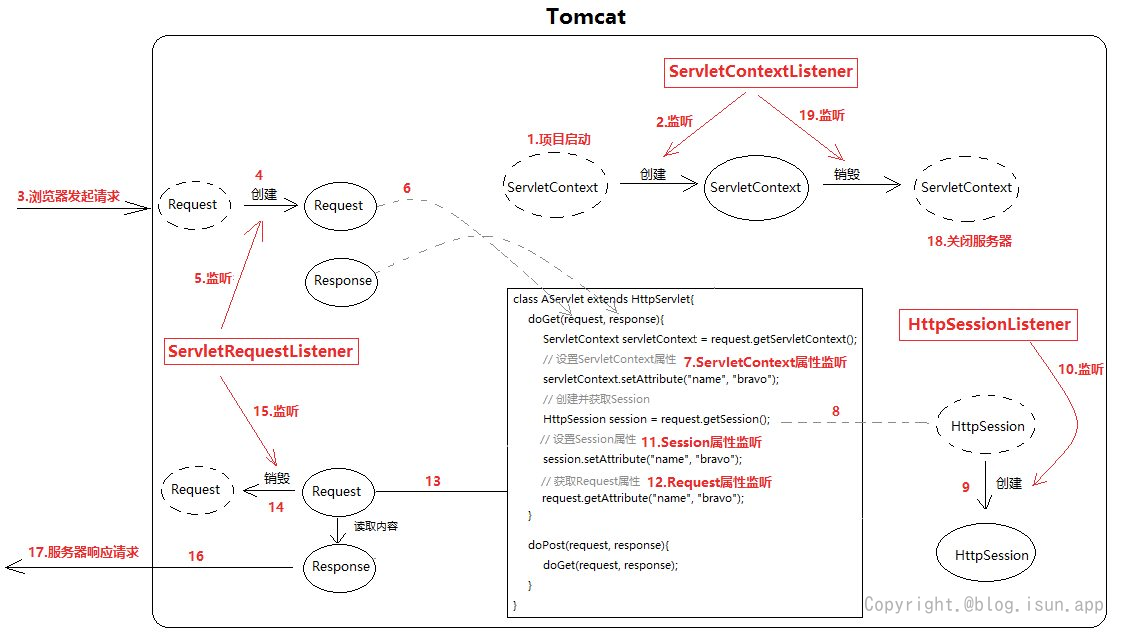 Tomcat
ServletContextListener
2.监听
19.监听
1.项目启动
ServletContext
创建
ServletContext
销毁
ServletContext
18.关闭服务器
3.浏览器发起请求
Request
4
创建
Request
6
5.监听
Response
ServletRequestListener
15.监听
销毁
Request
14
Request
13
读取内容
17.服务器响应请求
16
Response
class AServlet extends HttpServlet{
doGet(request, response){
ServletContext servletContext = request.getServletContext();
// 设置ServletContext属性 7.ServletContext属性监听
servletContext.setAttribute("name", "bravo");
// 创建并获取Session
HttpSession session = request.getSession();
// 设置Session属性 11.Session属性监听
session.setAttribute("name", "bravo");
// 获取Request属性 12.Request属性监听
request.getAttribute("name", "bravo");
}
doPost(request, response){
doGet(request, response);
}
}
HttpSessionListener
10.监听
8
HttpSession
9
创建
HttpSession
Copyright.@blog.isun.app